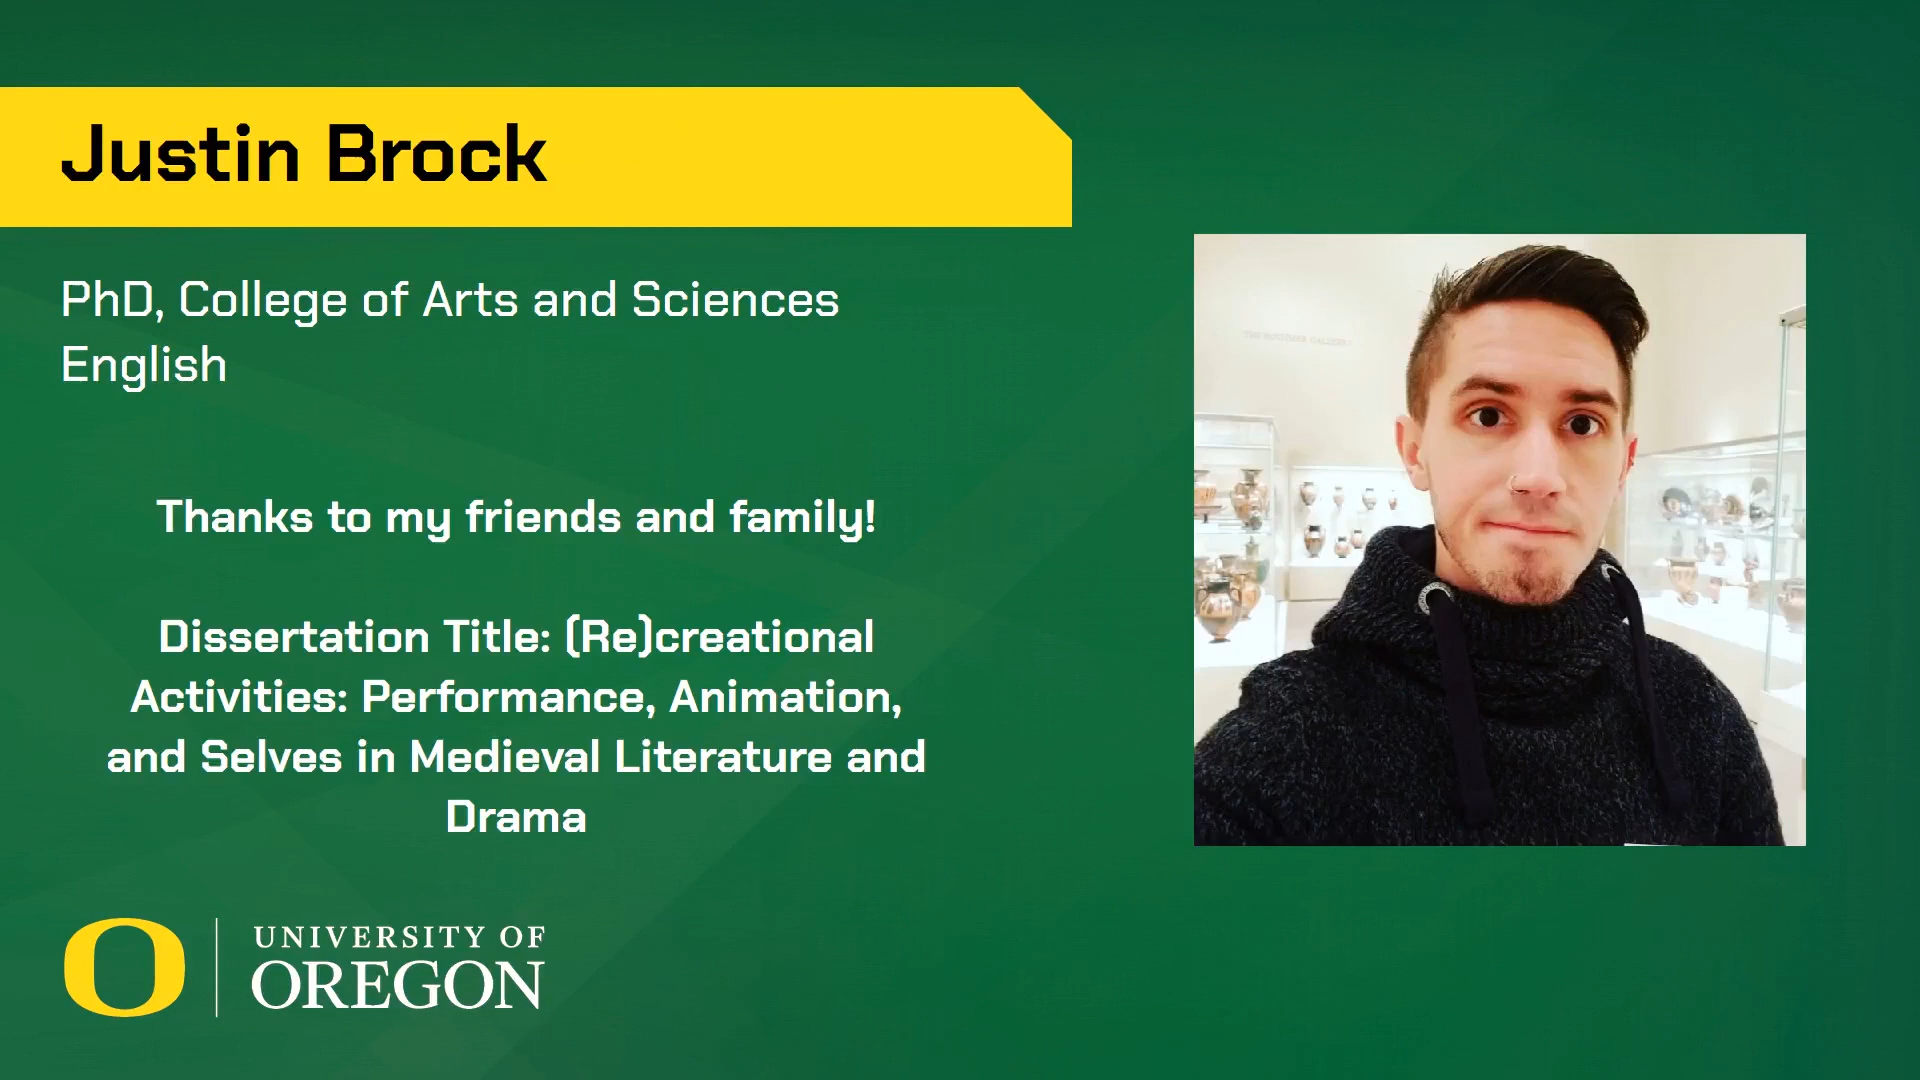 Justin Brock
PhD, College of Arts and Sciences
English
Thanks to my friends and family!
Dissertation Title: (Re)creational
Activities: Performance, Animation,
and Selves in Medieval Literature and
Drama
UNIVERSITY OF
OREGON